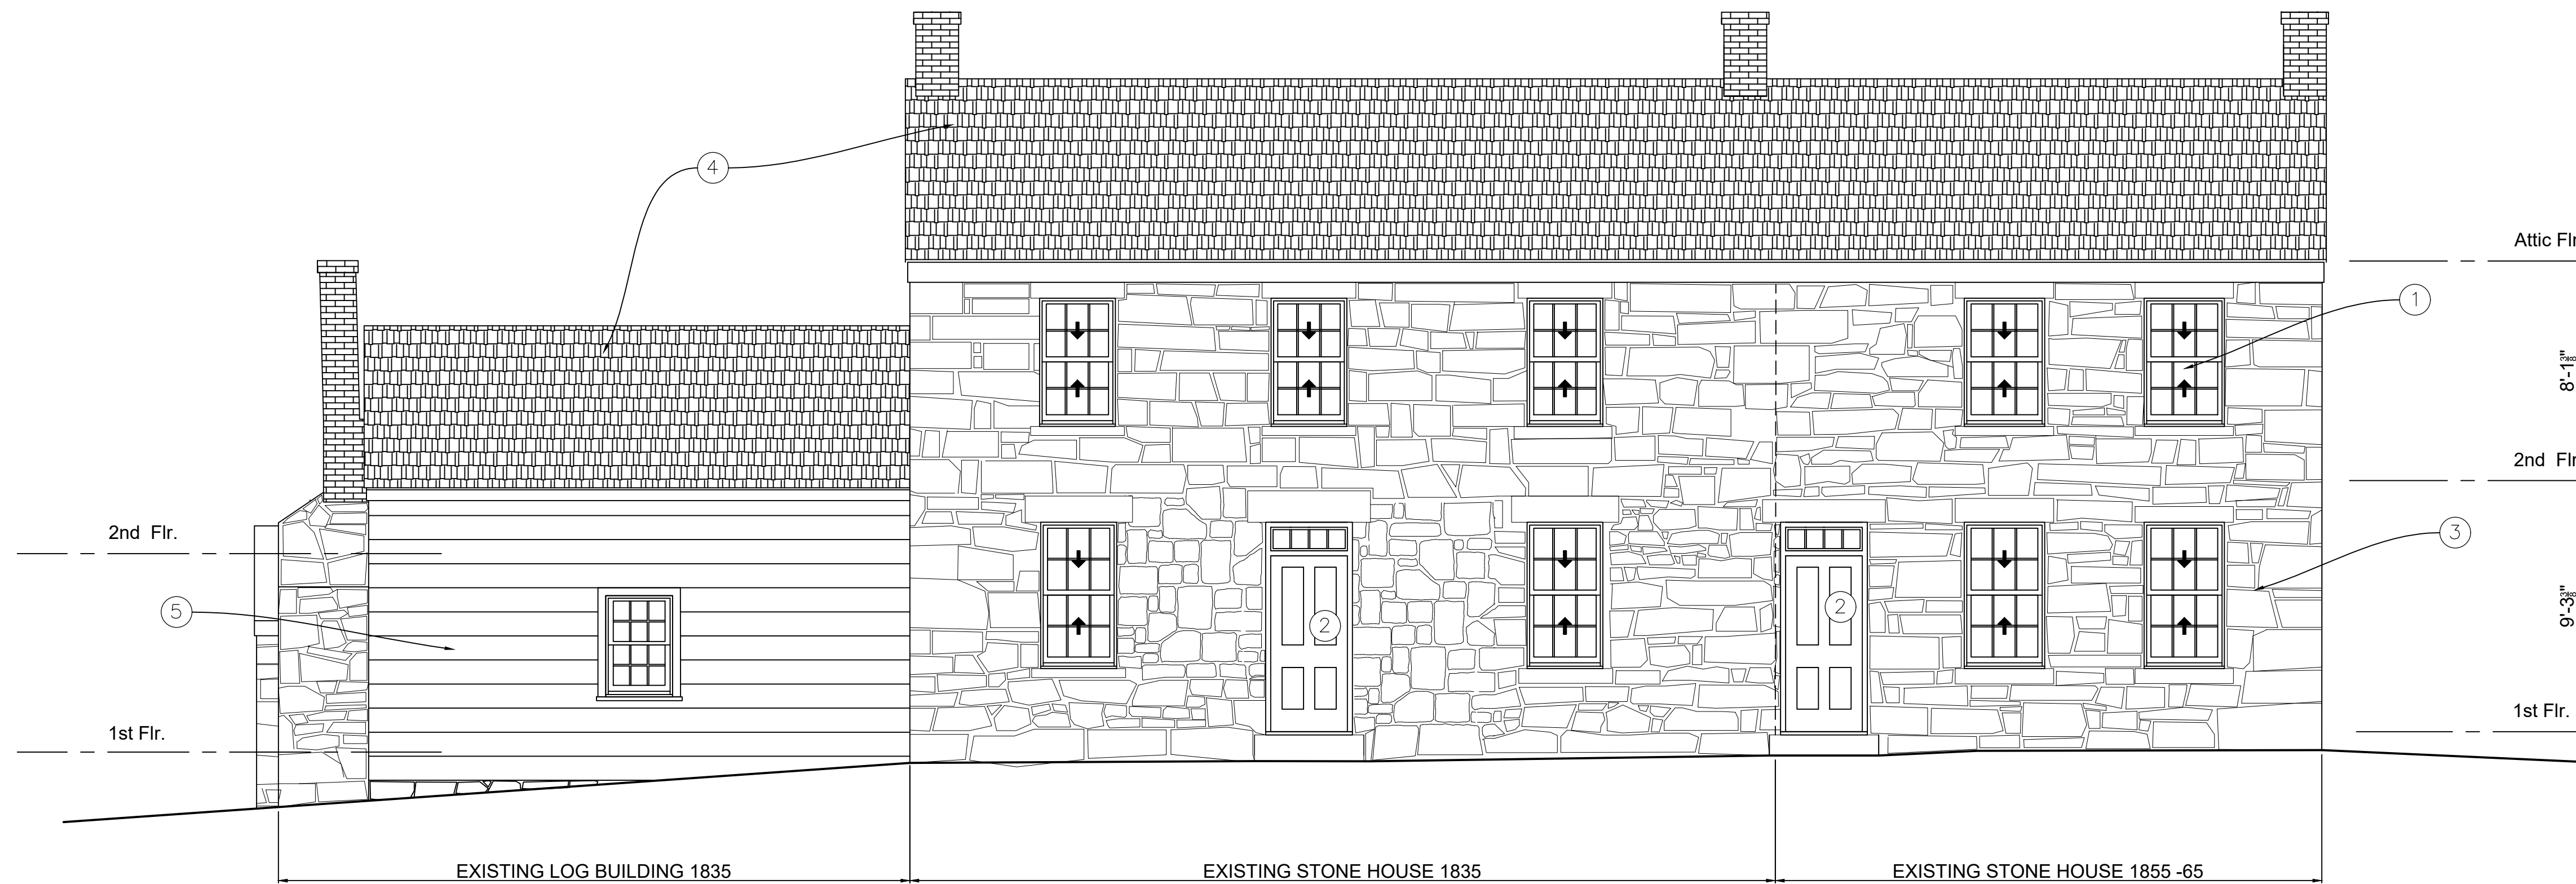 4
Attic Flr
1
8'-1⅜"
2nd Flr.
2nd Flr
3
5
2
2
9'-3⅜"
1st Flr.
1st Flr.
EXISTING LOG BUILDING 1835
EXISTING STONE HOUSE 1835
EXISTING STONE HOUSE 1855 -65